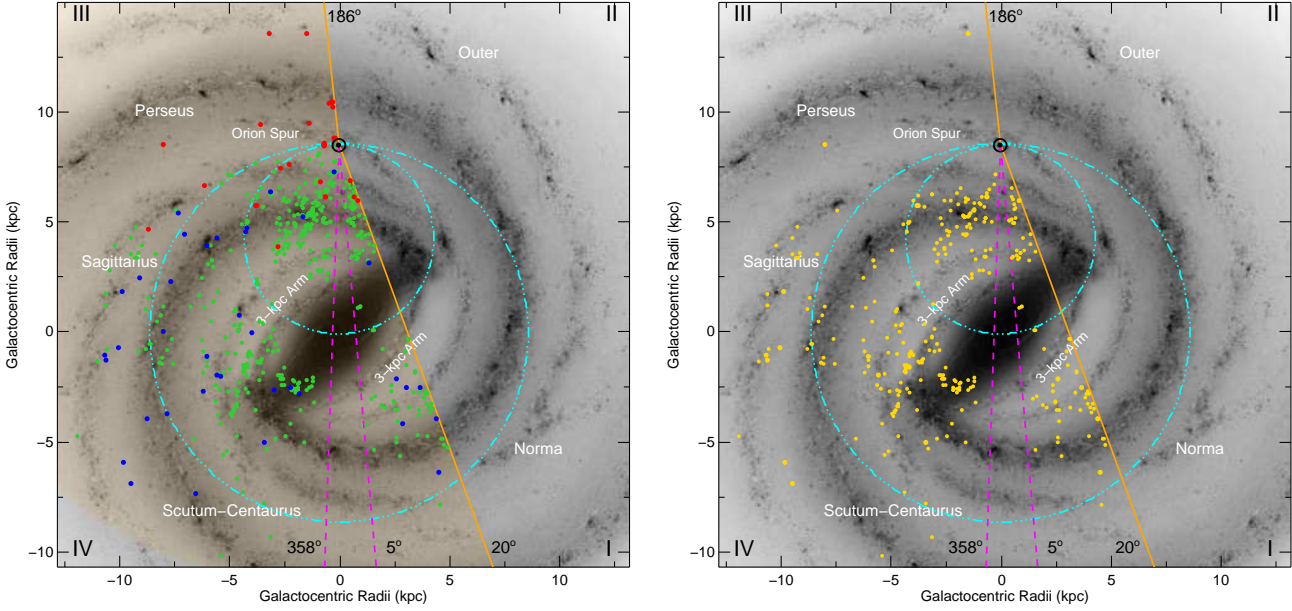 III
186°
II
Outer
Perseus
Orion Spur
Sagittarius
3−kpc Arm
3−kpc Arm
Norma
Scutum−Centaurus
IV
358°
5°
20°
I
10
5
0
−5
−10
−10
−5
0
5
10
Galactocentric Radii (kpc)
Galactocentric Radii (kpc)
III
186°
II
Outer
Perseus
Orion Spur
Sagittarius
3−kpc Arm
3−kpc Arm
Norma
Scutum−Centaurus
IV
358°
5°
20°
I
10
5
0
−5
−10
−10
−5
0
5
10
Galactocentric Radii (kpc)
Galactocentric Radii (kpc)